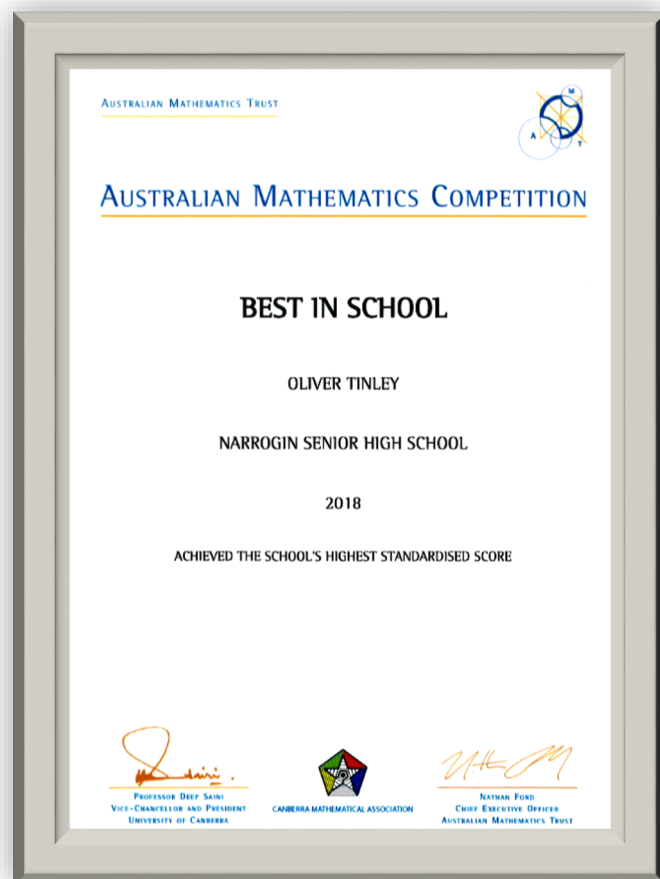 AUSTRALIAN MATHEMATICS TRUST
M
A
T
AUSTRALIAN MATHEMATICS COMPETITION
BEST IN SCHOOL
OLIVER TINLEY
NARROGIN SENIOR HIGH SCHOOL
2018
ACHIEVED THE SCHOOL'S HIGHEST STANDARDISED SCORE
PROFESSOR DEEP SAINI
VICE-CHANCELLOR AND PRESIDENT
UNIVERSITY OF CANBERRA
CANBERRA MATHEMATICAL ASSOCIATION
NATHAN FORD
CHIEF EXECUTIVE OFFICER
AUSTRALIAN MATHEMATICS TRUST